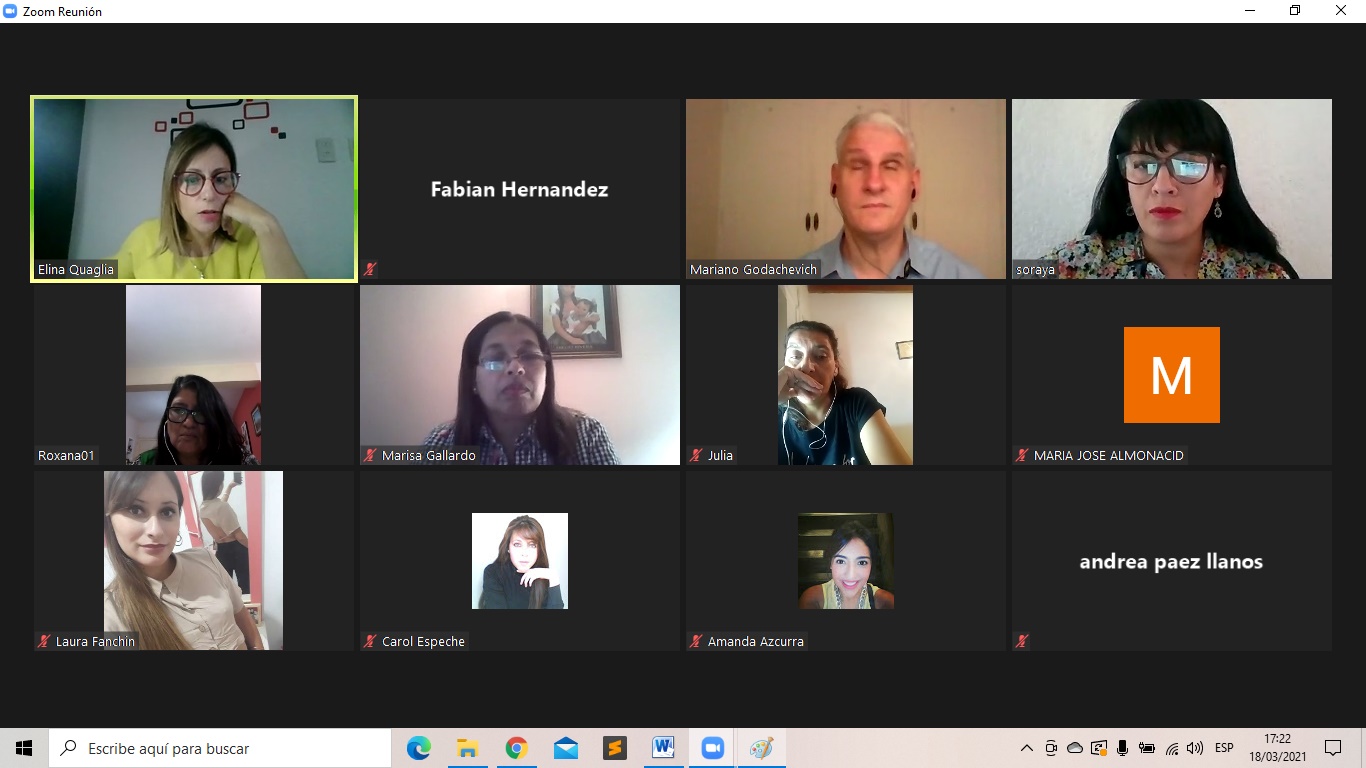 Zoom Reunión
Elina Quaglia
Fabian Hernandez
Mariano Godachevich
soraya
Roxana01
Marisa Gallardo
Julia
M
MARIA JOSE ALMONACID
Laura Fanchin
Carol Espeche
Amanda Azcurra
andrea paez llanos
Escribe aquí para buscar
W
ESP
17:22
18/03/2021